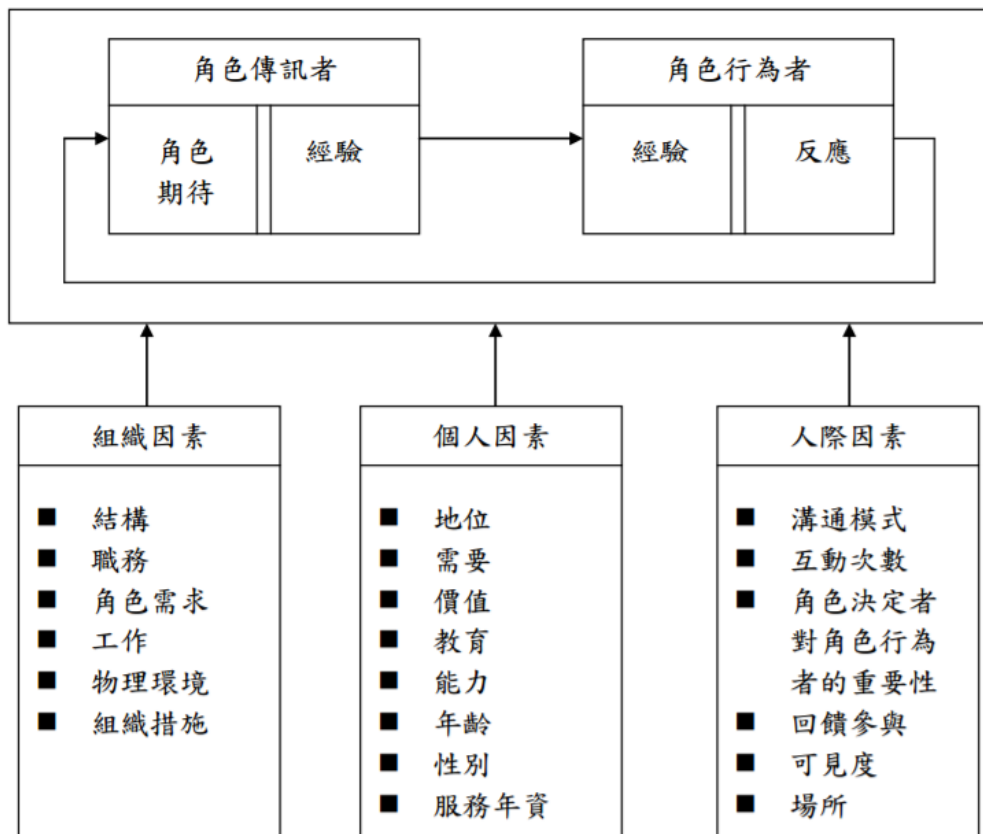 角色傳訊者
角色
期待
經驗
角色行為者
經驗
反應
組織因素
■ 結構
■ 職務
■ 角色需求
■ 工作
■ 物理環境
■ 組織措施
個人因素
■ 地位
■ 需要
■ 價值
■ 教育
■ 能力
■ 年齡
■ 性別
■ 服務年資
人際因素
■ 溝通模式
■ 互動次數
■ 角色決定者
對角色行為
者的重要性
■ 回饋參與
■ 可見度
■ 場所